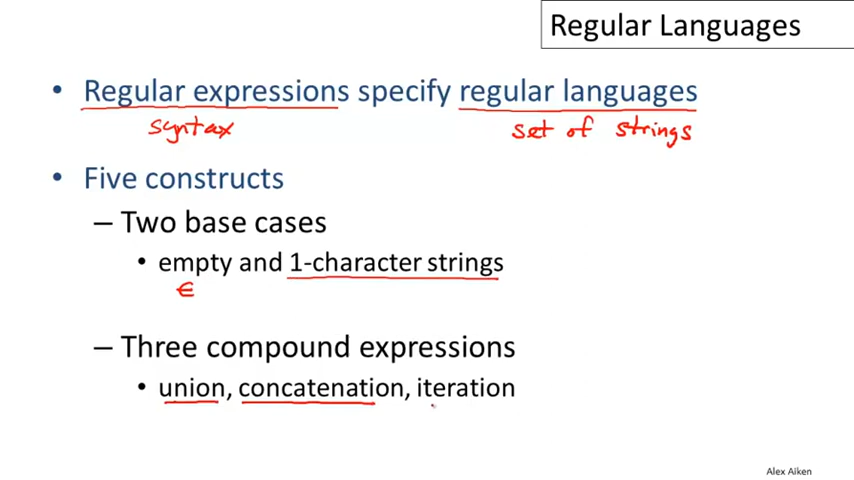 Regular Languages
• Regular expressions specify regular languages
syntax set of strings
• Five constructs
– Two base cases
• empty and 1-character strings
ϵ
– Three compound expressions
• union, concatenation, iteration
Alex Aiken